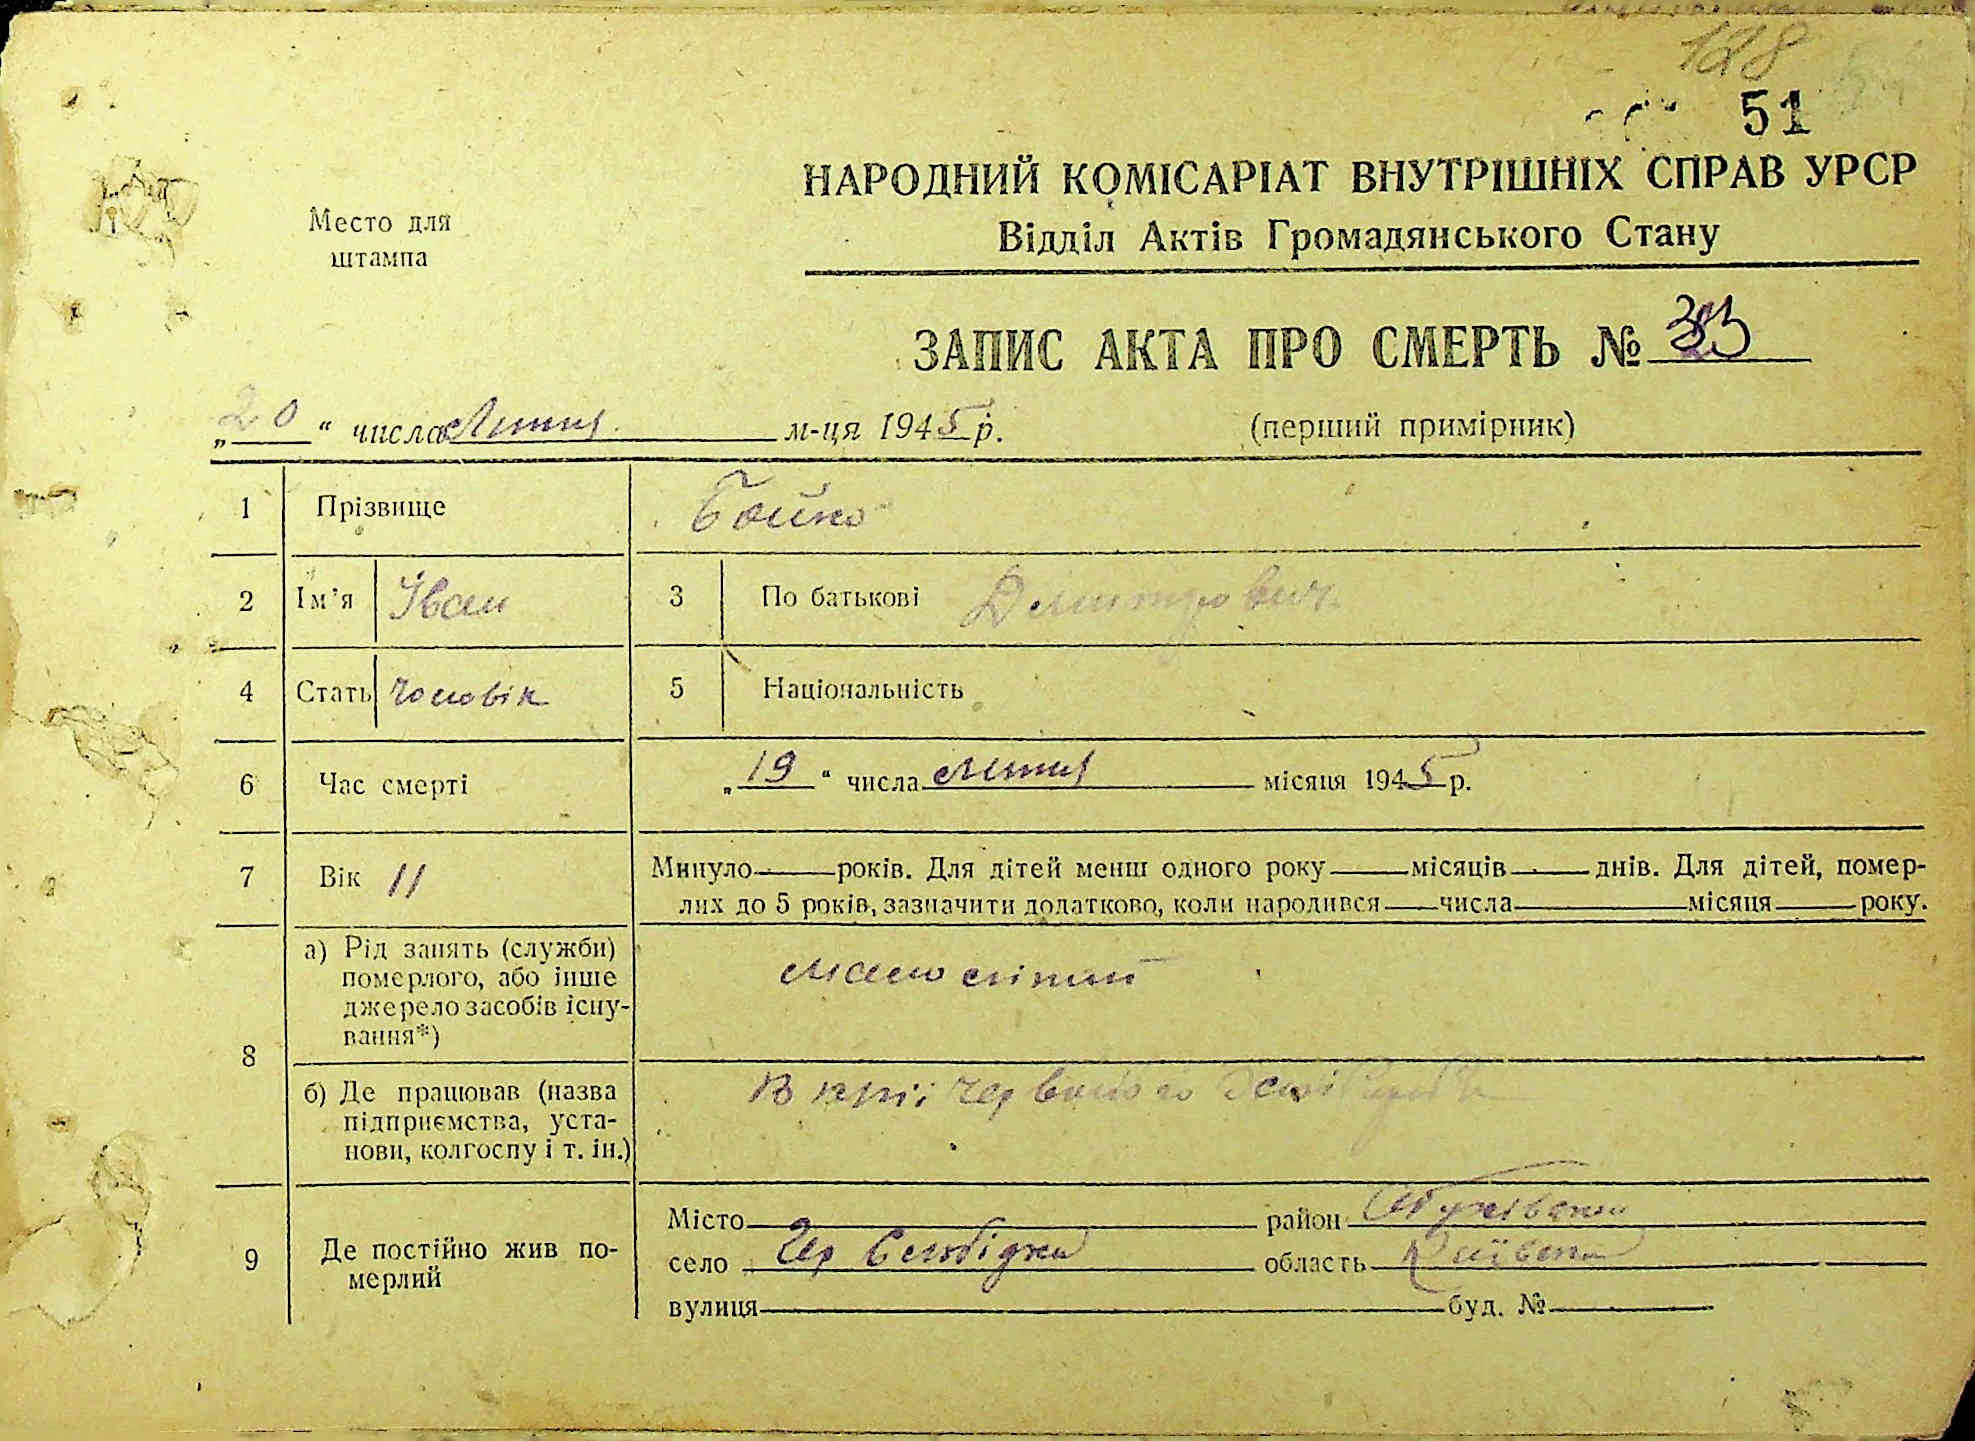 128
51
НАРОДНИЙ КОМІСАРІАТ ВНУТРІШНІХ СПРАВ УРСР
Відділ Актів Громадянського Стану
Место для
штампа
ЗАПИС АКТА ПРО СМЕРТЬ №
„20“ числа Липня м-ця 1945 р. (перший примірник)
1 Прізвище Бойко
2 Ім'я Іван 3 По батькові Дмитрович
4 Стать чоловік 5 Національність
6 Час смерті „19“ числа Липня місяця 1945 р.
7 Вік 11 Минуло років. Для дітей менш одного року місяців днів. Для дітей, помер-
лих до 5 років, зазначити додатково, коли народився числа місяця року.
8 а) Рід занять (служби)
померлого, або інше
джерело засобів існу-
вання*)
малолітній
б) Де працював (назва
підприємства, уста-
нови, колгоспу і т. ін.)
В
9 Де постійно жив по-
мерлий
Місто район Обухівський
село Чер Слобідка область Київська
вулиця буд. №